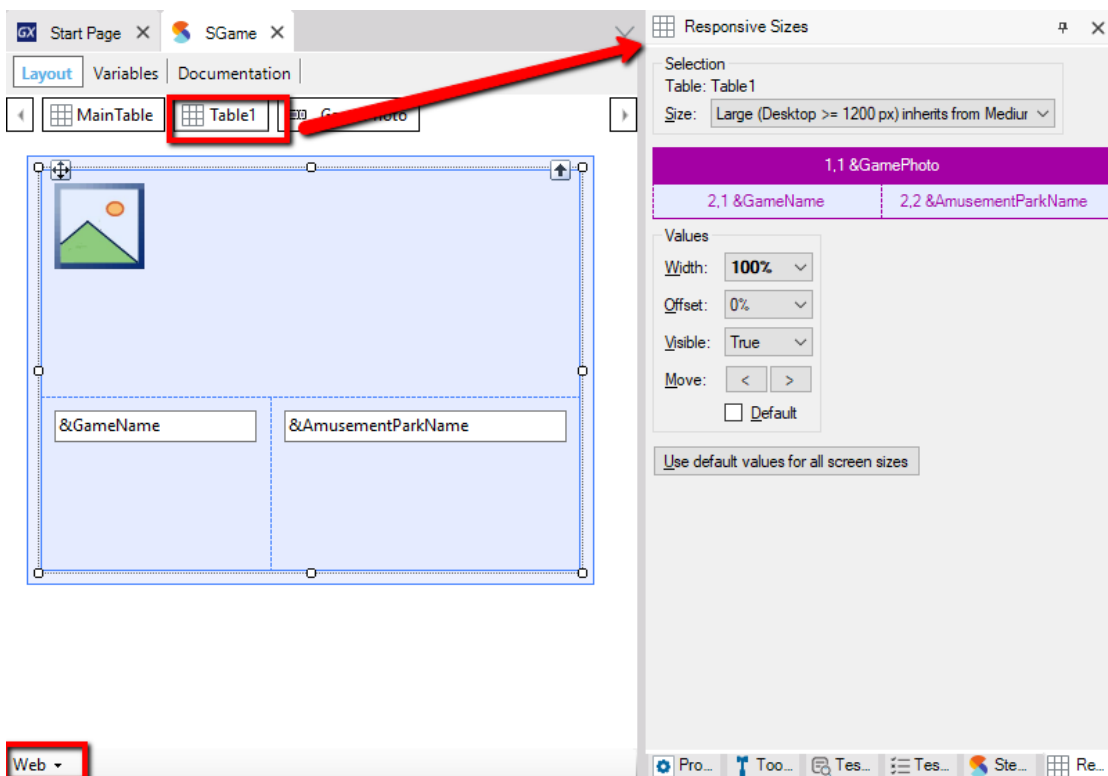 GX Start Page SGame
Layout Variables Documentation
MainTable Table1
&GameName &AmusementParkName
Web
Responsive Sizes
Selection
Table: Table1
Size: Large (Desktop >= 1200 px) inherits from Mediur
1,1 &GamePhoto
2,1 &GameName 2,2 &AmusementParkName
Values
Width: 100%
Offset: 0%
Visible: True
Move: < >
Default
Use default values for all screen sizes
Pro... Too... Tes... Tes... Ste... Re...